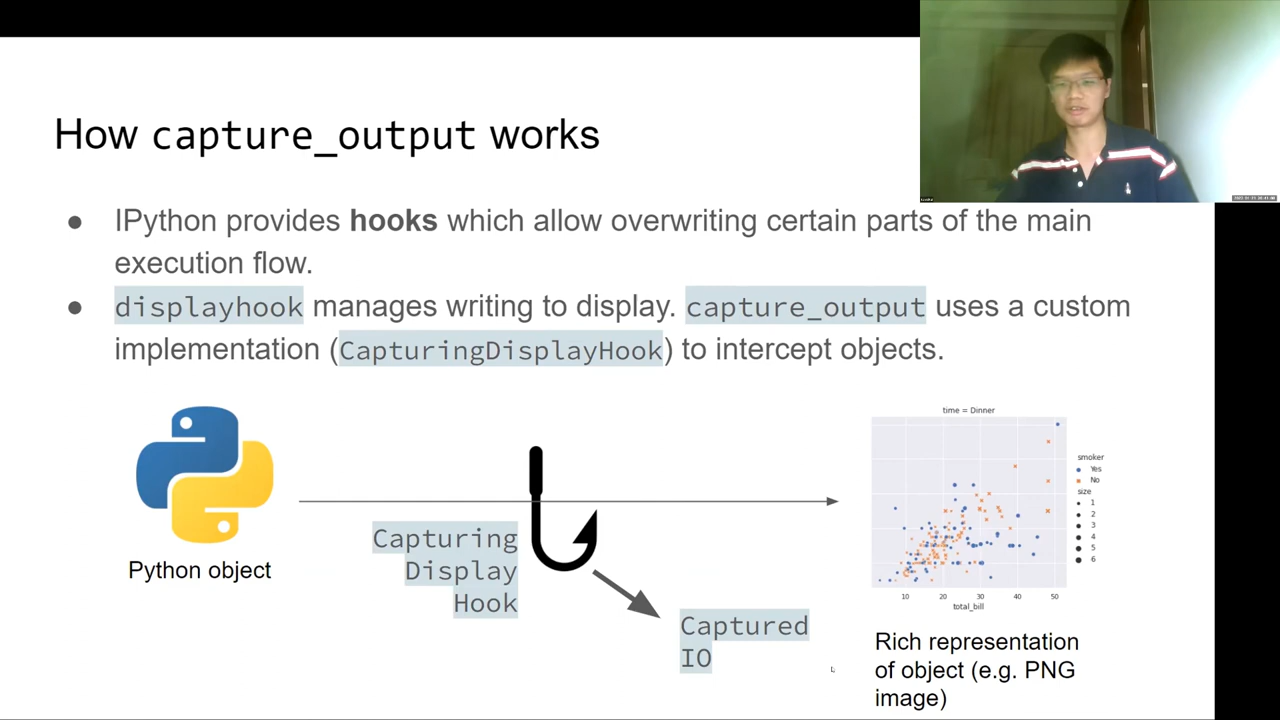 How capture_output works
● IPython provides hooks which allow overwriting certain parts of the main
execution flow.
● displayhook manages writing to display. capture_output uses a custom
implementation (CapturingDisplayHook) to intercept objects.
Python object
Capturing
Display
Hook
Captured
IO
time = Dinner
smoker
Yes
No
size
1
2
3
4
5
6
10 20 30 40 50
total_bill
Rich representation
of object (e.g. PNG
image)